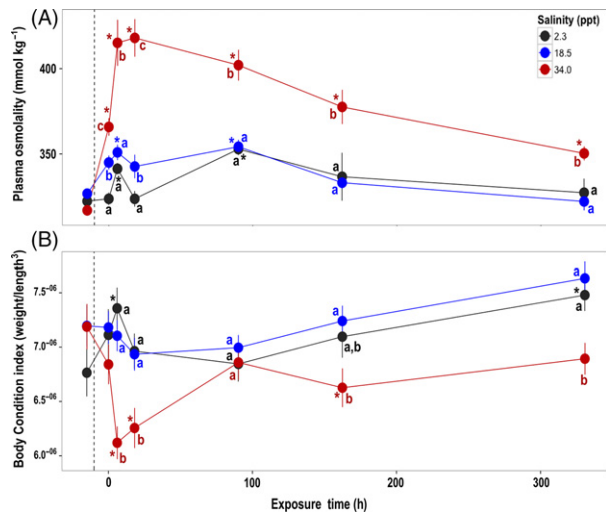 (A)
Plasma osmolality (mmol kg⁻¹)
400
350
Salinity (ppt)
2.3
18.5
34.0
*
*
b
c
*
c
*
b
*
b
*
b
* a
b
b
* a
a
*
a
a
a*
a
a
a
a
(B)
Body Condition index (weight/length³)
7.5⁻⁰⁶
7.0⁻⁰⁶
6.5⁻⁰⁶
6.0⁻⁰⁶
*
a
a
a
a
*
b
*
b
a
a
a
a
a,b
*
b
a
*
a
b
0
100
200
300
Exposure time (h)